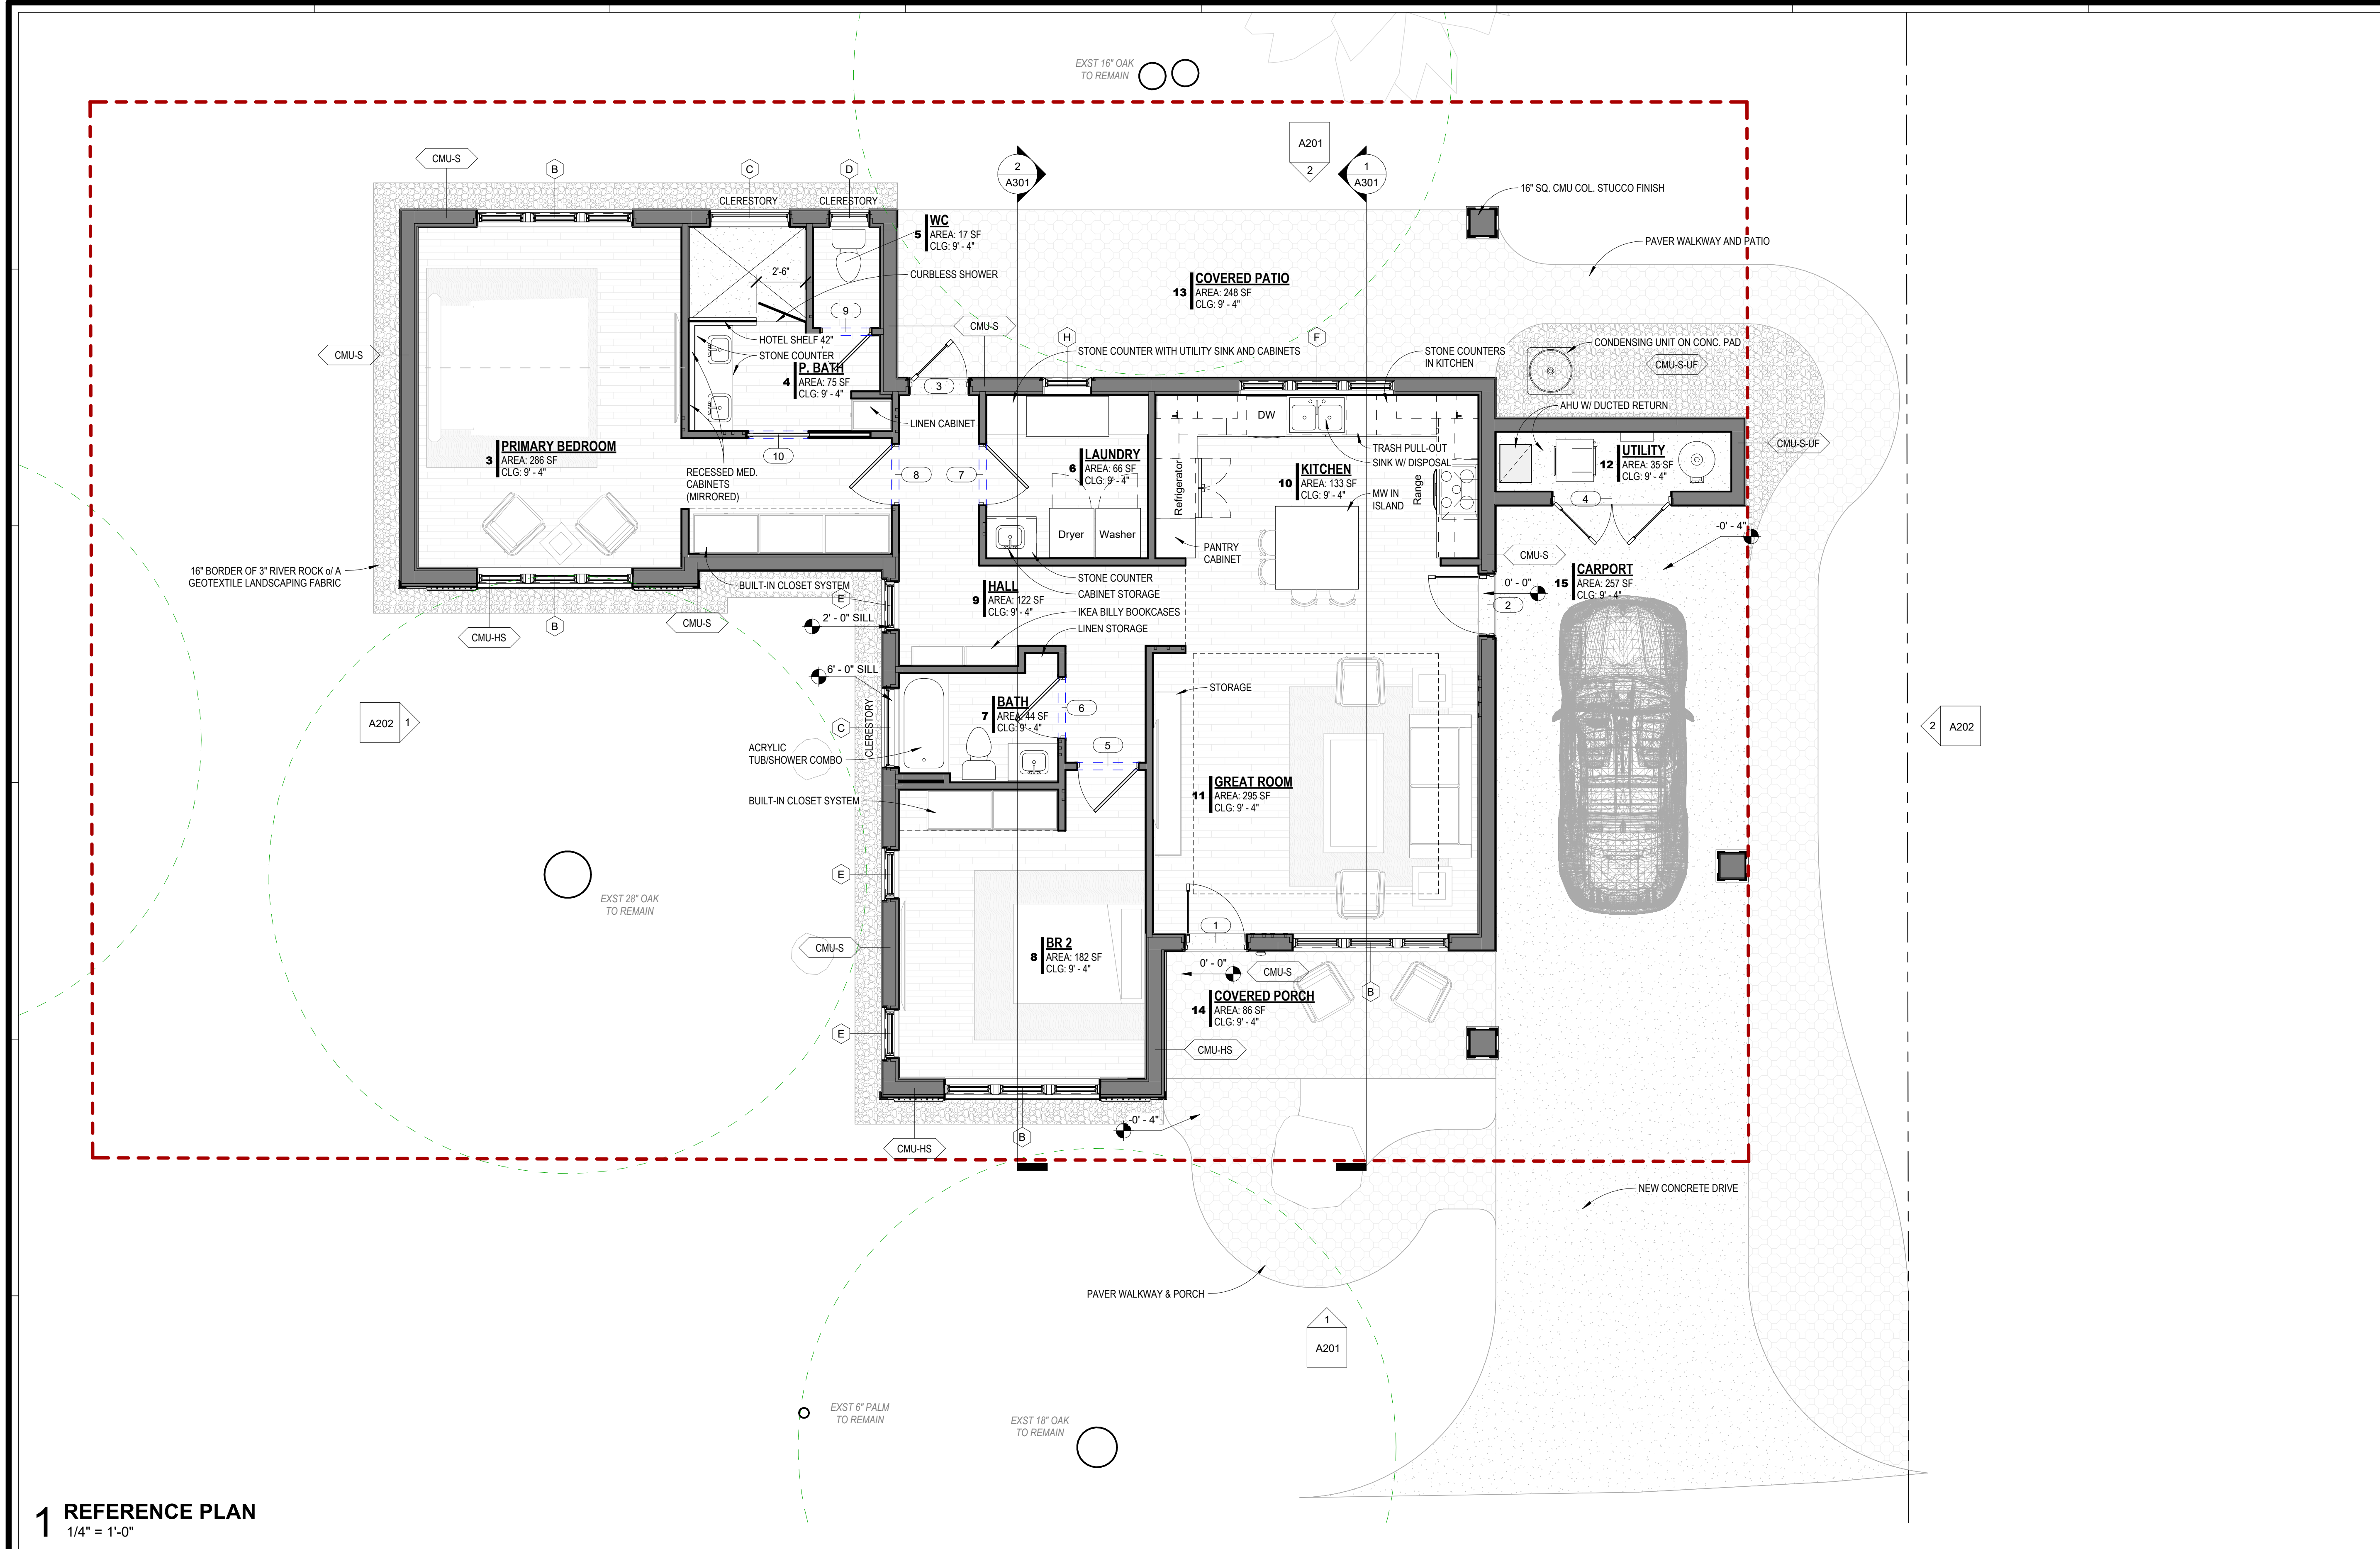 EXST 16" OAK
TO REMAIN
A201
2
2
A301
1
A301
CMU-S
B
C
CLERESTORY
D
CLERESTORY
16" SQ. CMU COL. STUCCO FINISH
5
WC
AREA: 17 SF
CLG: 9' - 4"
PAVER WALKWAY AND PATIO
2'-6"
CURBLESS SHOWER
13
COVERED PATIO
AREA: 248 SF
CLG: 9' - 4"
9
CMU-S
H
F
HOTEL SHELF 42"
STONE COUNTER
STONE COUNTER WITH UTILITY SINK AND CABINETS
STONE COUNTERS
IN KITCHEN
CONDENSING UNIT ON CONC. PAD
CMU-S-UF
CMU-S
4
P. BATH
AREA: 75 SF
CLG: 9' - 4"
3
LINEN CABINET
DW
AHU W/ DUCTED RETURN
3
PRIMARY BEDROOM
AREA: 286 SF
CLG: 9' - 4"
10
RECESSED MED.
CABINETS
(MIRRORED)
8
7
6
LAUNDRY
AREA: 66 SF
CLG: 9' - 4"
TRASH PULL-OUT
SINK W/ DISPOSAL
10
KITCHEN
AREA: 133 SF
CLG: 9' - 4"
Refrigerator
Range
MW IN
ISLAND
12
UTILITY
AREA: 35 SF
CLG: 9' - 4"
CMU-S-UF
4
-0' - 4"
Dryer
Washer
PANTRY
CABINET
CMU-S
16" BORDER OF 3" RIVER ROCK o/ A
GEOTEXTILE LANDSCAPING FABRIC
BUILT-IN CLOSET SYSTEM
E
2' - 0" SILL
9
HALL
AREA: 122 SF
CLG: 9' - 4"
STONE COUNTER
CABINET STORAGE
IKEA BILLY BOOKCASES
LINEN STORAGE
0' - 0"
2
15
CARPORT
AREA: 257 SF
CLG: 9' - 4"
CMU-HS
B
CMU-S
6' - 0" SILL
STORAGE
A202
1
C
CLERESTORY
7
BATH
AREA: 44 SF
CLG: 9' - 4"
6
5
2
A202
ACRYLIC
TUB/SHOWER COMBO
BUILT-IN CLOSET SYSTEM
11
GREAT ROOM
AREA: 295 SF
CLG: 9' - 4"
E
EXST 28" OAK
TO REMAIN
CMU-S
8
BR 2
AREA: 182 SF
CLG: 9' - 4"
1
0' - 0"
CMU-S
B
14
COVERED PORCH
AREA: 86 SF
CLG: 9' - 4"
E
CMU-HS
-0' - 4"
B
CMU-HS
NEW CONCRETE DRIVE
PAVER WALKWAY & PORCH
1
A201
EXST 6" PALM
TO REMAIN
EXST 18" OAK
TO REMAIN
1
REFERENCE PLAN
1/4" = 1'-0"